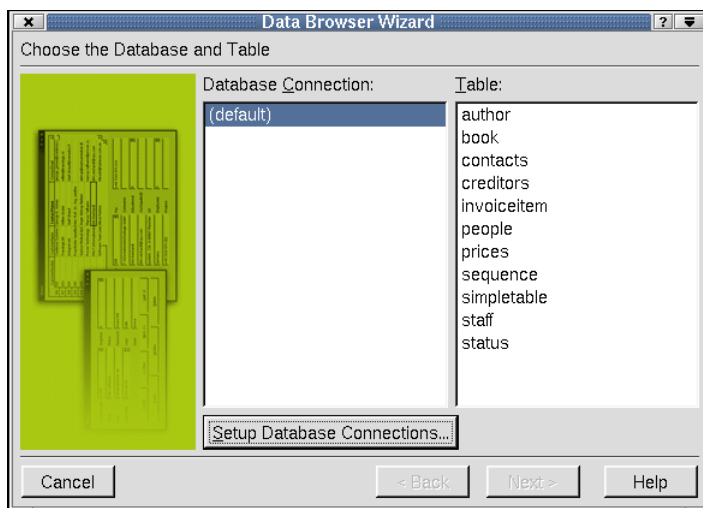 Data Browser Wizard
?
Choose the Database and Table
Database Connection:
(default)
Setup Database Connections...
Table:
author
book
contacts
creditors
invoiceitem
people
prices
sequence
simpletable
staff
status
Cancel
< Back
Next >
Help